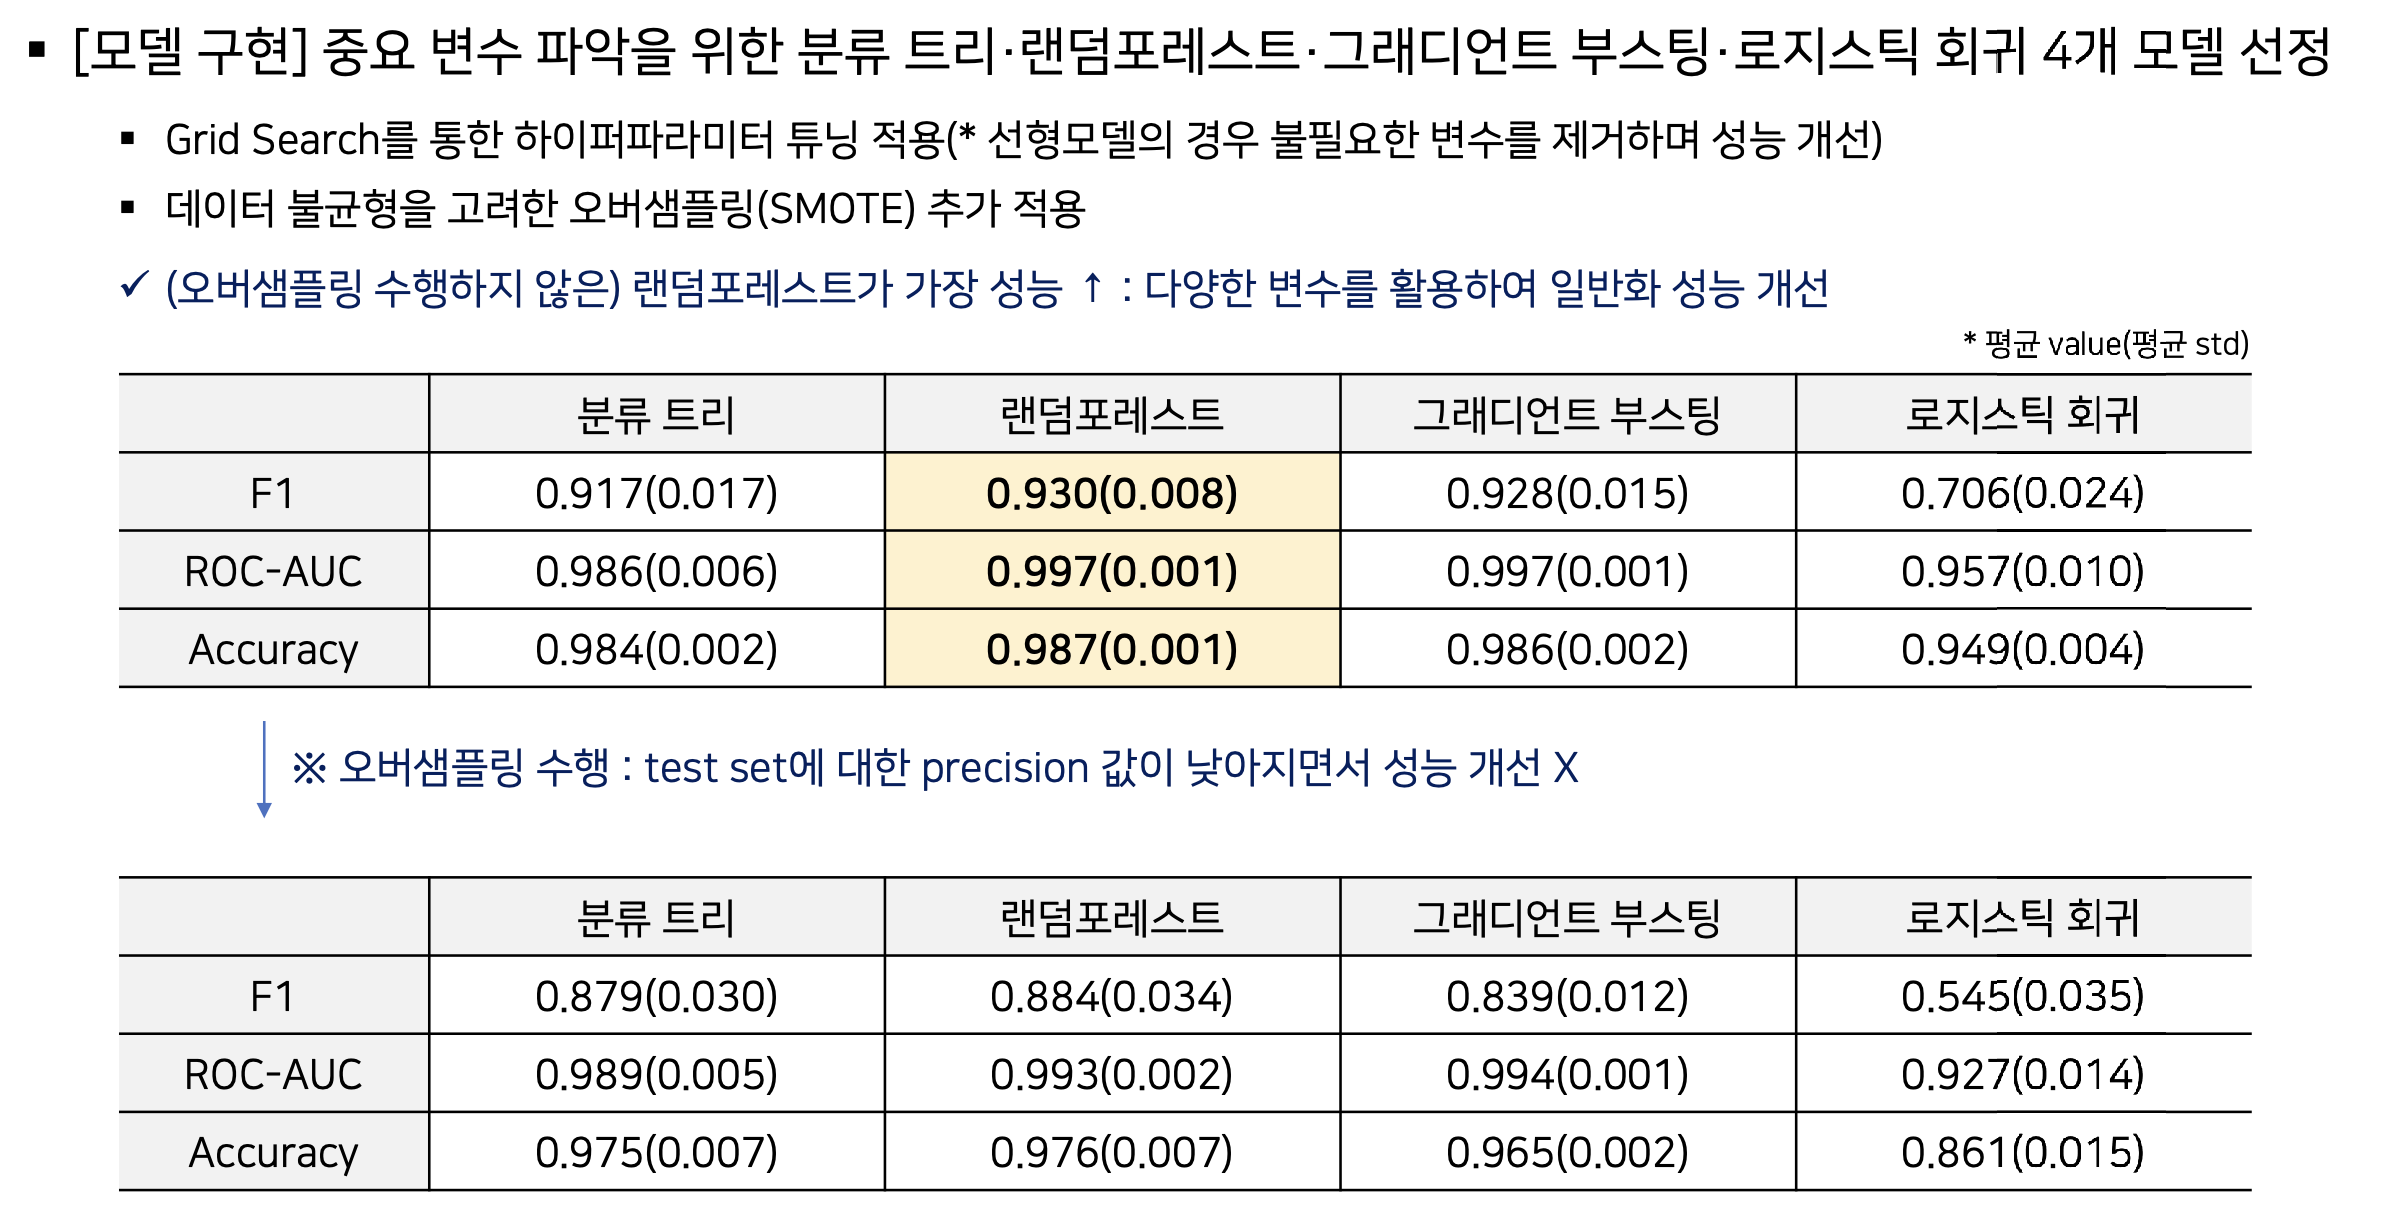 ▪ [모델 구현] 중요 변수 파악을 위한 분류 트리·랜덤포레스트·그래디언트 부스팅·로지스틱 회귀 4개 모델 선정
▪ Grid Search를 통한 하이퍼파라미터 튜닝 적용(* 선형모델의 경우 불필요한 변수를 제거하며 성능 개선)
▪ 데이터 불균형을 고려한 오버샘플링(SMOTE) 추가 적용
✓ (오버샘플링 수행하지 않은) 랜덤포레스트가 가장 성능 ↑ : 다양한 변수를 활용하여 일반화 성능 개선
* 평균 value(평균 std)
분류 트리 랜덤포레스트 그래디언트 부스팅 로지스틱 회귀
F1 0.917(0.017) 0.930(0.008) 0.928(0.015) 0.706(0.024)
ROC-AUC 0.986(0.006) 0.997(0.001) 0.997(0.001) 0.957(0.010)
Accuracy 0.984(0.002) 0.987(0.001) 0.986(0.002) 0.949(0.004)
※ 오버샘플링 수행 : test set에 대한 precision 값이 낮아지면서 성능 개선 X
분류 트리 랜덤포레스트 그래디언트 부스팅 로지스틱 회귀
F1 0.879(0.030) 0.884(0.034) 0.839(0.012) 0.545(0.035)
ROC-AUC 0.989(0.005) 0.993(0.002) 0.994(0.001) 0.927(0.014)
Accuracy 0.975(0.007) 0.976(0.007) 0.965(0.002) 0.861(0.015)